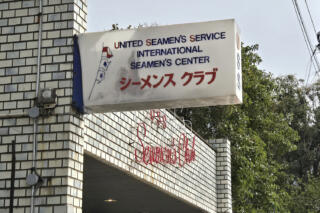 UNITED SEAMEN'S SERVICE
INTERNATIONAL
SEAMEN'S CENTER
シーメンス クラブ